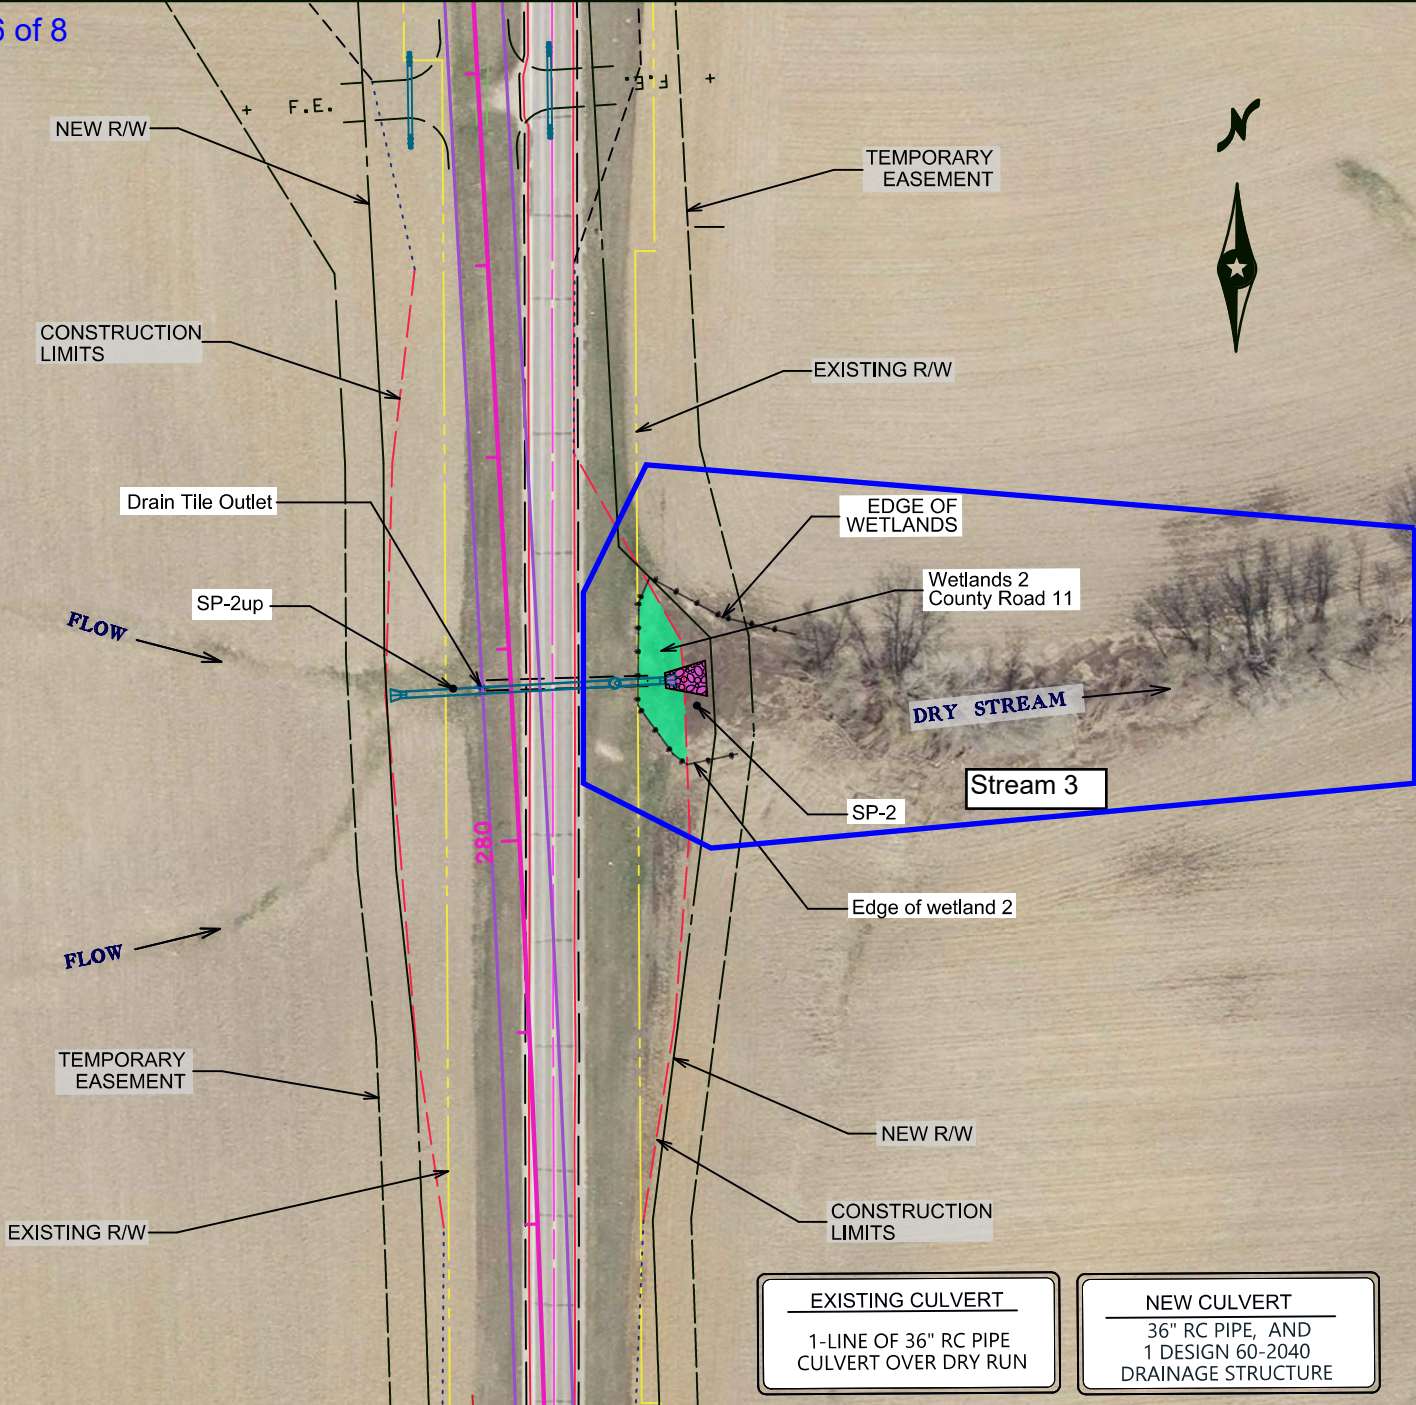 of 8
F.E.
F.E.
NEW R/W
TEMPORARY
EASEMENT
N
CONSTRUCTION
LIMITS
EXISTING R/W
Drain Tile Outlet
EDGE OF
WETLANDS
Wetlands 2
County Road 11
SP-2up
FLOW
DRY STREAM
Stream 3
SP-2
280
Edge of wetland 2
FLOW
TEMPORARY
EASEMENT
NEW R/W
CONSTRUCTION
LIMITS
EXISTING R/W
EXISTING CULVERT
1-LINE OF 36" RC PIPE
CULVERT OVER DRY RUN
NEW CULVERT
36" RC PIPE, AND
1 DESIGN 60-2040
DRAINAGE STRUCTURE